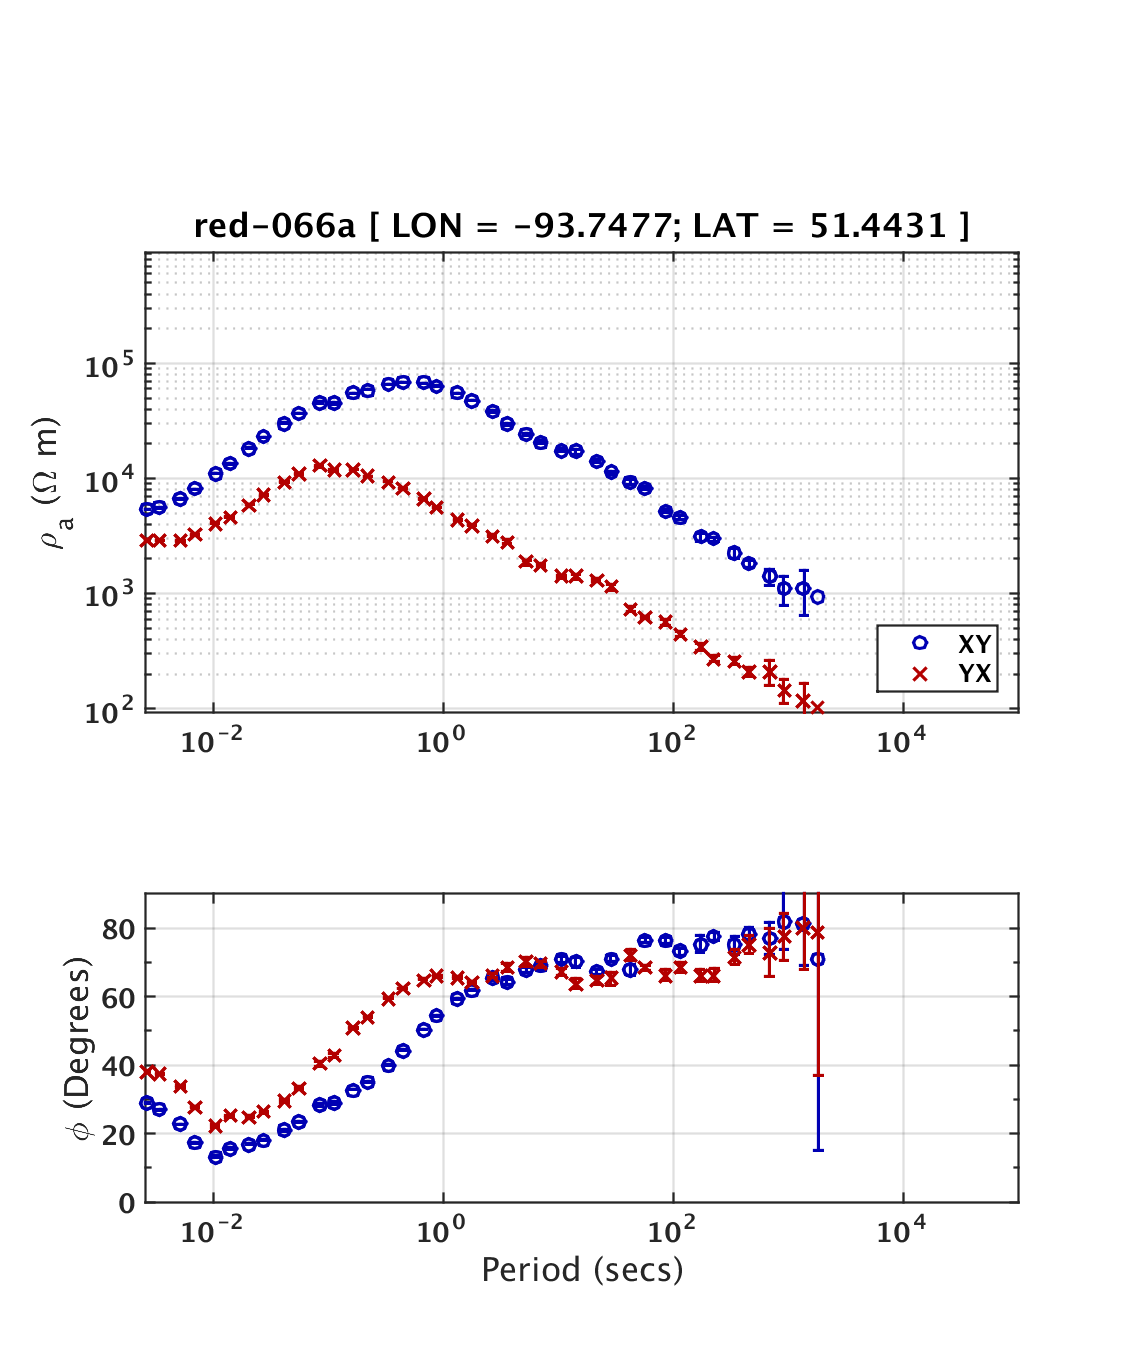 red-066a [ LON = -93.7477; LAT = 51.4431 ]
10^5
10^4
10^3
10^2
ρ_a (Ω m)
XY
YX
10^-2 10^0 10^2 10^4
80
60
40
20
0
ϕ (Degrees)
10^-2 10^0 10^2 10^4
Period (secs)